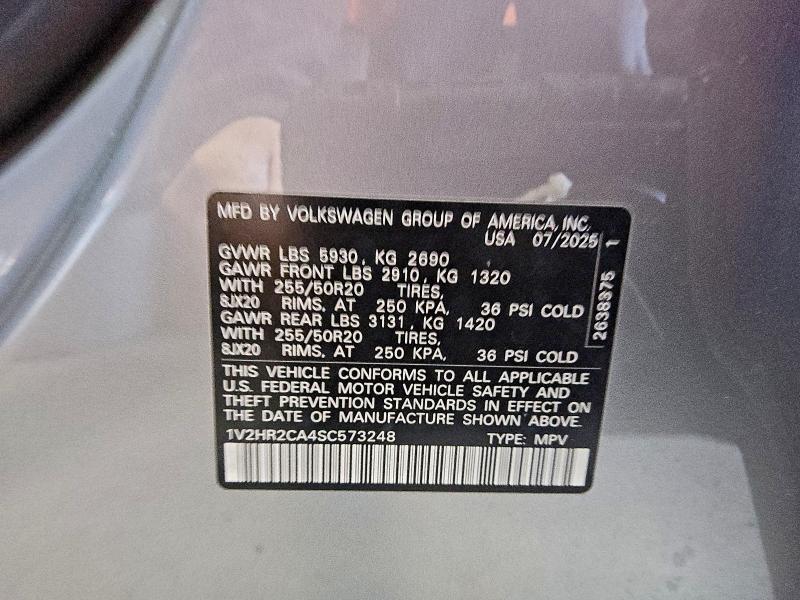 MFD BY VOLKSWAGEN GROUP OF AMERICA, INC.
USA 07/2025 1
GVWR LBS 5930, KG 2690
GAWR FRONT LBS 2910, KG 1320
WITH 255/50R20 TIRES,
8JX20 RIMS, AT 250 KPA, 36 PSI COLD
GAWR REAR LBS 3131, KG 1420
WITH 255/50R20 TIRES,
8JX20 RIMS, AT 250 KPA, 36 PSI COLD
2638375
THIS VEHICLE CONFORMS TO ALL APPLICABLE
U.S. FEDERAL MOTOR VEHICLE SAFETY AND
THEFT PREVENTION STANDARDS IN EFFECT ON
THE DATE OF MANUFACTURE SHOWN ABOVE.
1V2HR2CA4SC573248 TYPE: MPV